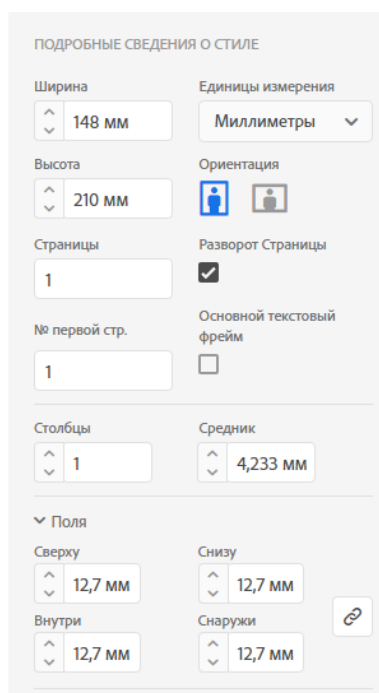 ПОДРОБНЫЕ СВЕДЕНИЯ О СТИЛЕ
Ширина
Единицы измерения
148 мм
Миллиметры
Высота
Ориентация
210 мм
Страницы
Разворот Страницы
1
№ первой стр.
Основной текстовый
фрейм
1
Столбцы
Средник
1
4,233 мм
Поля
Сверху
Снизу
12,7 мм
12,7 мм
Внутри
Снаружи
12,7 мм
12,7 мм